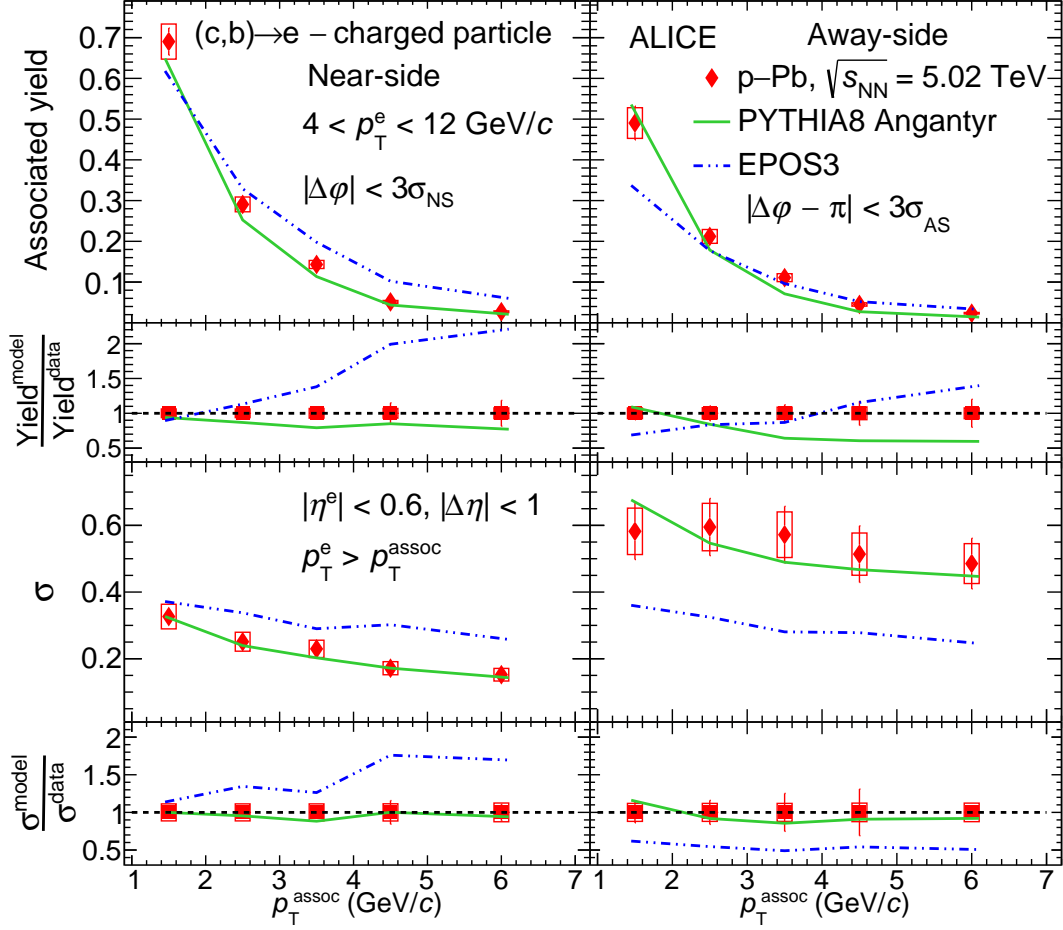 (c,b)→e – charged particle
Near-side
4 < p_T^e < 12 GeV/c
|Δφ| < 3σ_NS
Associated yield
0.7
0.6
0.5
0.4
0.3
0.2
0.1
ALICE
Away-side
p–Pb, √s_NN = 5.02 TeV
PYTHIA8 Angantyr
EPOS3
|Δφ − π| < 3σ_AS
Yield^model
Yield^data
2
1.5
1
0.5
|η^e| < 0.6, |Δη| < 1
p_T^e > p_T^assoc
σ
0.6
0.4
0.2
σ^model
σ^data
2
1.5
1
0.5
1 2 3 4 5 6 7
1 2 3 4 5 6 7
p_T^assoc (GeV/c)
p_T^assoc (GeV/c)